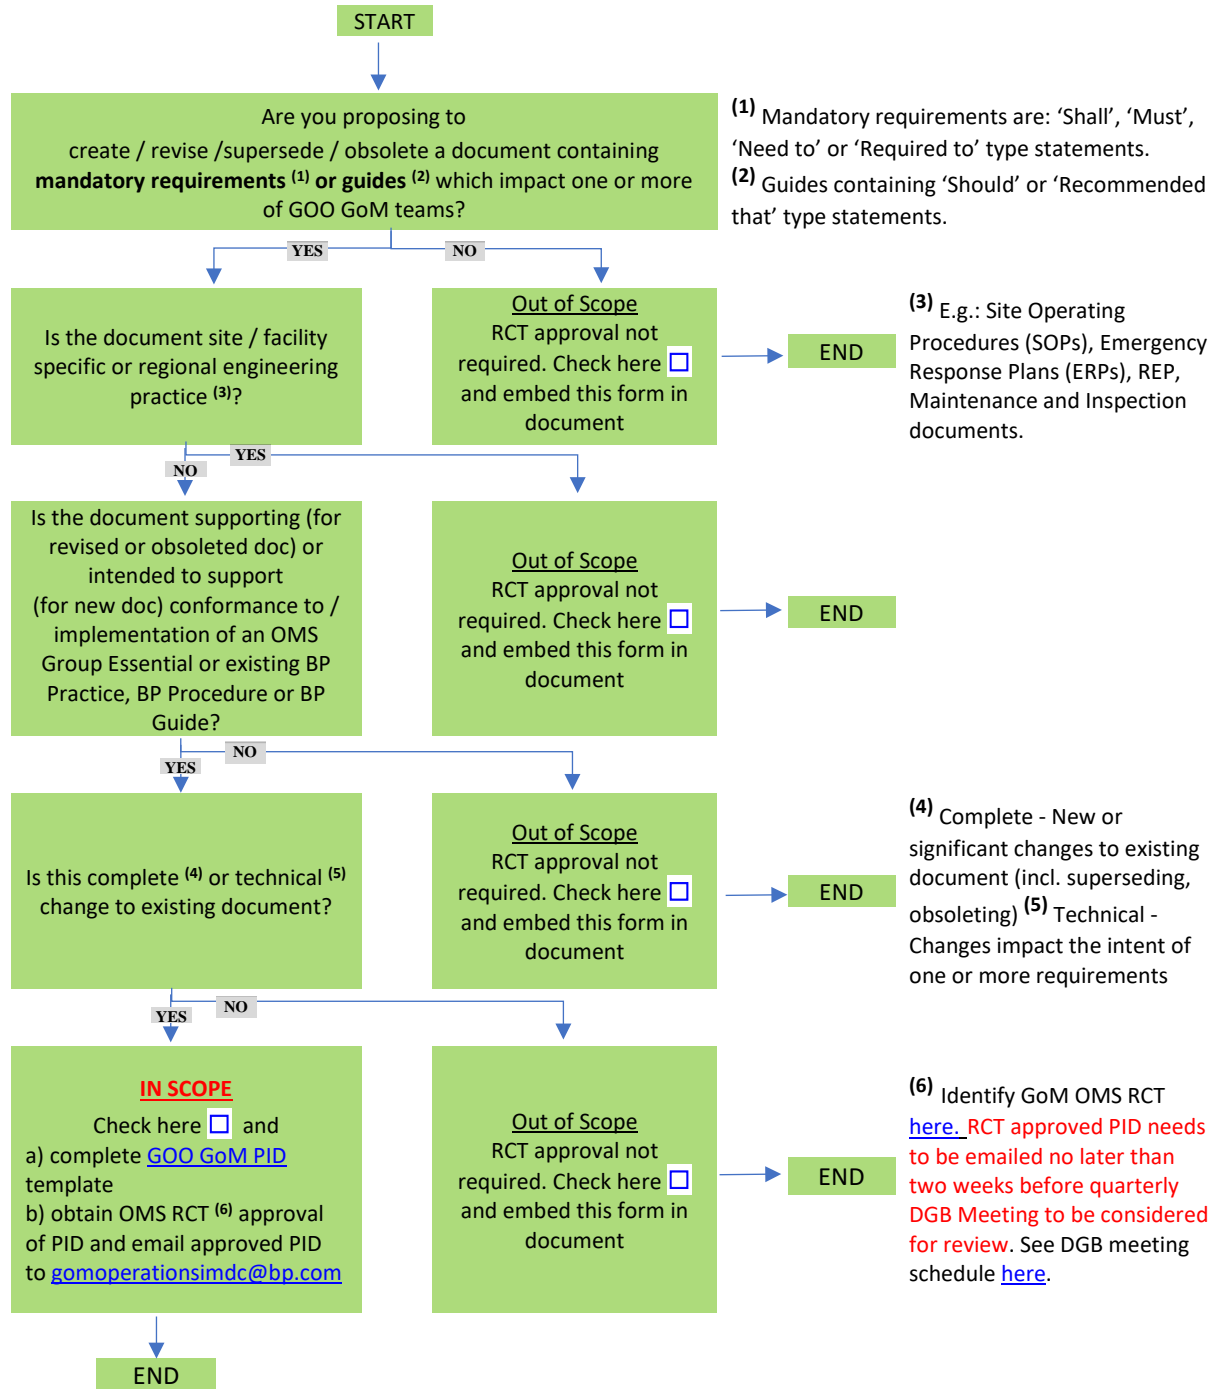 START
Are you proposing to
create / revise /supersede / obsolete a document containing
mandatory requirements (1) or guides (2) which impact one or more
of GOO GoM teams?
(1) Mandatory requirements are: ‘Shall’, ‘Must’,
‘Need to’ or ‘Required to’ type statements.
(2) Guides containing ‘Should’ or ‘Recommended
that’ type statements.
YES
NO
Is the document site / facility
specific or regional engineering
practice (3)?
Out of Scope
RCT approval not
required. Check here ☐
and embed this form in
document
END
(3) E.g.: Site Operating
Procedures (SOPs), Emergency
Response Plans (ERPs), REP,
Maintenance and Inspection
documents.
YES
NO
Is the document supporting (for
revised or obsoleted doc) or
intended to support
(for new doc) conformance to /
implementation of an OMS
Group Essential or existing BP
Practice, BP Procedure or BP
Guide?
Out of Scope
RCT approval not
required. Check here ☐
and embed this form in
document
END
NO
YES
Is this complete (4) or technical (5)
change to existing document?
Out of Scope
RCT approval not
required. Check here ☐
and embed this form in
document
END
(4) Complete - New or
significant changes to existing
document (incl. superseding,
obsoleting) (5) Technical -
Changes impact the intent of
one or more requirements
NO
YES
IN SCOPE
Check here ☐ and
a) complete GOO GoM PID
template
b) obtain OMS RCT (6) approval
of PID and email approved PID
to gomoperationsimdc@bp.com
Out of Scope
RCT approval not
required. Check here ☐
and embed this form in
document
END
(6) Identify GoM OMS RCT
here. RCT approved PID needs
to be emailed no later than
two weeks before quarterly
DGB Meeting to be considered
for review. See DGB meeting
schedule here.
END